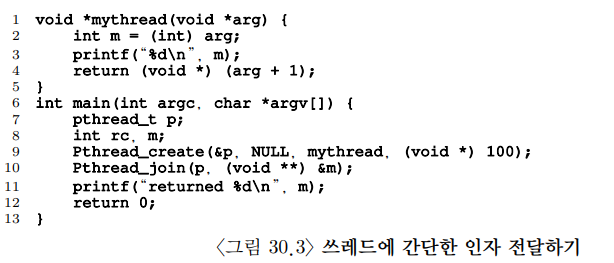 1 void *mythread(void *arg) {
2 int m = (int) arg;
3 printf(“%d\n”, m);
4 return (void *) (arg + 1);
5 }
6 int main(int argc, char *argv[]) {
7 pthread_t p;
8 int rc, m;
9 Pthread_create(&p, NULL, mythread, (void *) 100);
10 Pthread_join(p, (void **) &m);
11 printf(“returned %d\n”, m);
12 return 0;
13 }
〈그림 30.3〉 쓰레드에 간단한 인자 전달하기